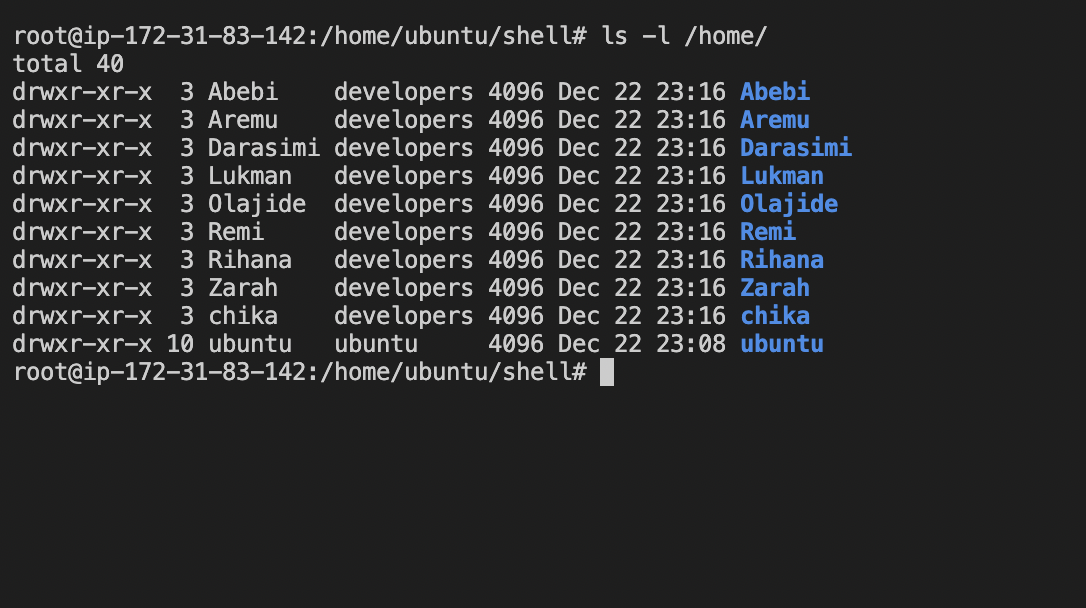 root@ip-172-31-83-142:/home/ubuntu/shell# ls -l /home/
total 40
drwxr-xr-x  3 Abebi    developers 4096 Dec 22 23:16 Abebi
drwxr-xr-x  3 Aremu    developers 4096 Dec 22 23:16 Aremu
drwxr-xr-x  3 Darasimi developers 4096 Dec 22 23:16 Darasimi
drwxr-xr-x  3 Lukman   developers 4096 Dec 22 23:16 Lukman
drwxr-xr-x  3 Olajide  developers 4096 Dec 22 23:16 Olajide
drwxr-xr-x  3 Remi     developers 4096 Dec 22 23:16 Remi
drwxr-xr-x  3 Rihana   developers 4096 Dec 22 23:16 Rihana
drwxr-xr-x  3 Zarah    developers 4096 Dec 22 23:16 Zarah
drwxr-xr-x  3 chika    developers 4096 Dec 22 23:16 chika
drwxr-xr-x 10 ubuntu   ubuntu     4096 Dec 22 23:08 ubuntu
root@ip-172-31-83-142:/home/ubuntu/shell#